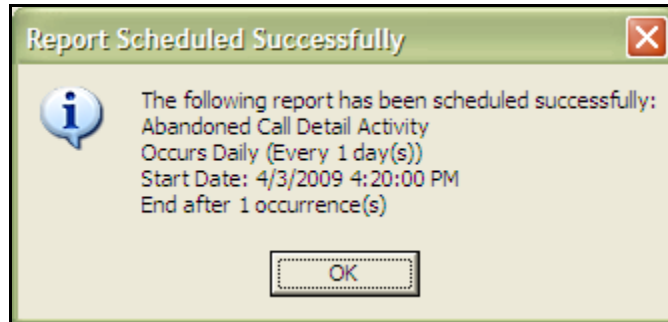 Report Scheduled Successfully
The following report has been scheduled successfully:
Abandoned Call Detail Activity
Occurs Daily (Every 1 day(s))
Start Date: 4/3/2009 4:20:00 PM
End after 1 occurrence(s)
OK